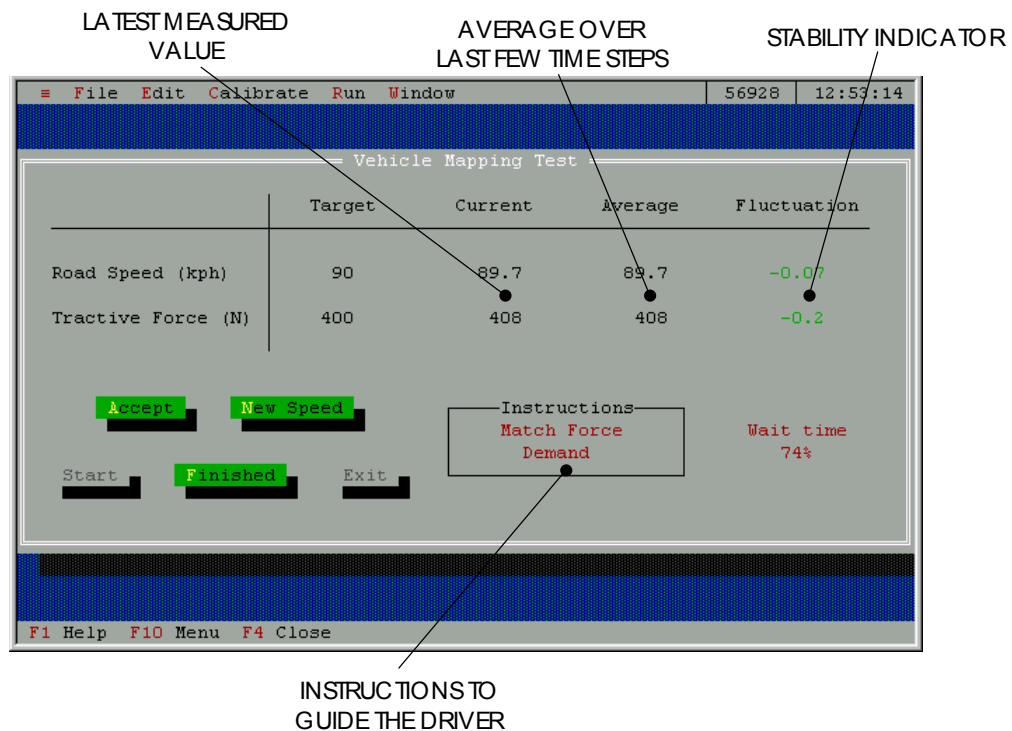 LATEST MEASURED
VALUE
AVERAGE OVER
LAST FEW TIME STEPS
STABILITY INDICATOR
≡ File Edit Calibrate Run Window 56928 12:53:14
Vehicle Mapping Test
Target Current Average Fluctuation
Road Speed (kph) 90 89.7 89.7 -0.07
Tractive Force (N) 400 408 408 -0.2
Accept New Speed
Instructions
Match Force
Demand
Wait time
74%
Start Finished Exit
F1 Help F10 Menu F4 Close
INSTRUCTIONS TO
GUIDE THE DRIVER